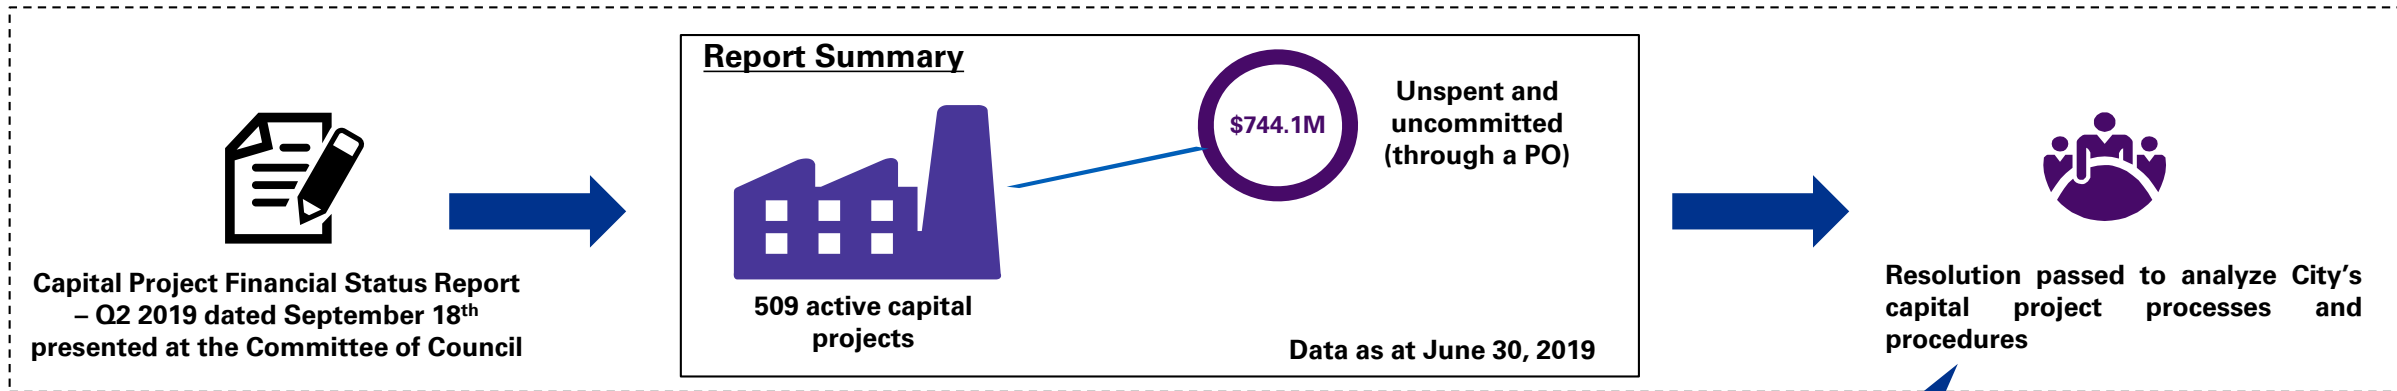 Capital Project Financial Status Report
– Q2 2019 dated September 18th
presented at the Committee of Council
Report Summary
$744.1M
Unspent and
uncommitted
(through a PO)
509 active capital
projects
Data as at June 30, 2019
Resolution passed to analyze City's
capital project processes and
procedures